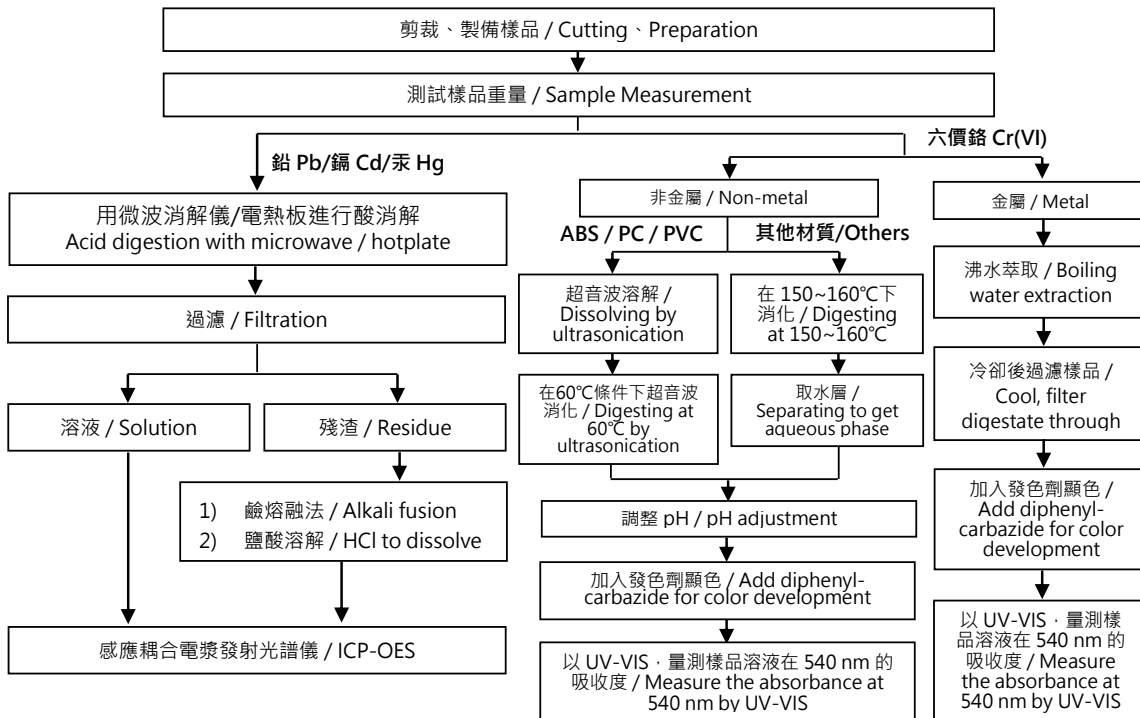 剪裁、製備樣品 / Cutting、Preparation
測試樣品重量 / Sample Measurement
鉛 Pb/鎘 Cd/汞 Hg
六價鉻 Cr(VI)
用微波消解儀/電熱板進行酸消解
Acid digestion with microwave / hotplate
過濾 / Filtration
溶液 / Solution
殘渣 / Residue
1) 鹼熔融法 / Alkali fusion
2) 鹽酸溶解 / HCl to dissolve
感應耦合電漿發射光譜儀 / ICP-OES
非金屬 / Non-metal
ABS / PC / PVC
其他材質/Others
超音波溶解 /
Dissolving by
ultrasonication
在60℃條件下超音波
消化 / Digesting at
60℃ by
ultrasonication
在 150~160℃下
消化 / Digesting
at 150~160℃
取水層 /
Separating to get
aqueous phase
調整 pH / pH adjustment
加入發色劑顯色 / Add diphenyl-
carbazide for color development
以 UV-VIS，量測樣品溶液在 540 nm 的
吸收度 / Measure the absorbance at
540 nm by UV-VIS
金屬 / Metal
沸水萃取 / Boiling
water extraction
冷卻後過濾樣品 /
Cool, filter
digestate through
加入發色劑顯色 /
Add diphenyl-
carbazide for color
development
以 UV-VIS，量測樣
品溶液在 540 nm 的
吸收度 / Measure
the absorbance at
540 nm by UV-VIS